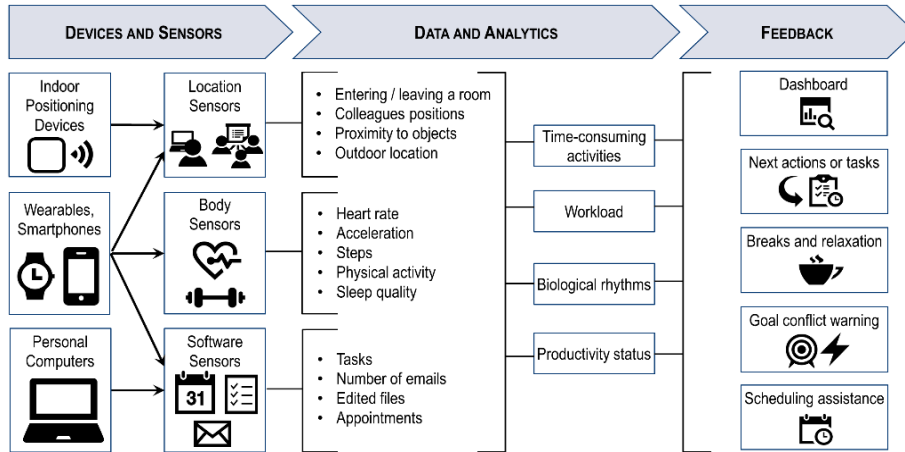 DEVICES AND SENSORS
DATA AND ANALYTICS
FEEDBACK
Indoor
Positioning
Devices
Location
Sensors
• Entering / leaving a room
• Colleagues positions
• Proximity to objects
• Outdoor location
Wearables,
Smartphones
Body
Sensors
• Heart rate
• Acceleration
• Steps
• Physical activity
• Sleep quality
Personal
Computers
Software
Sensors
31
• Tasks
• Number of emails
• Edited files
• Appointments
Time-consuming
activities
Workload
Biological rhythms
Productivity status
Dashboard
Next actions or tasks
Breaks and relaxation
Goal conflict warning
Scheduling assistance